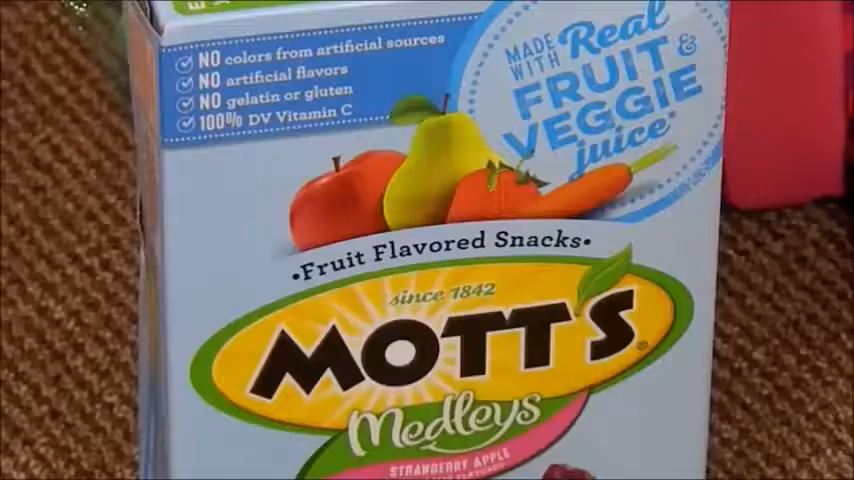 NO colors from artificial sources
NO artificial flavors
NO gelatin or gluten
100% DV Vitamin C
MADE WITH Real
FRUIT &
VEGGIE
juice*
•Fruit Flavored Snacks•
since 1842
MOTT'S®
Medleys
STRAWBERRY APPLE